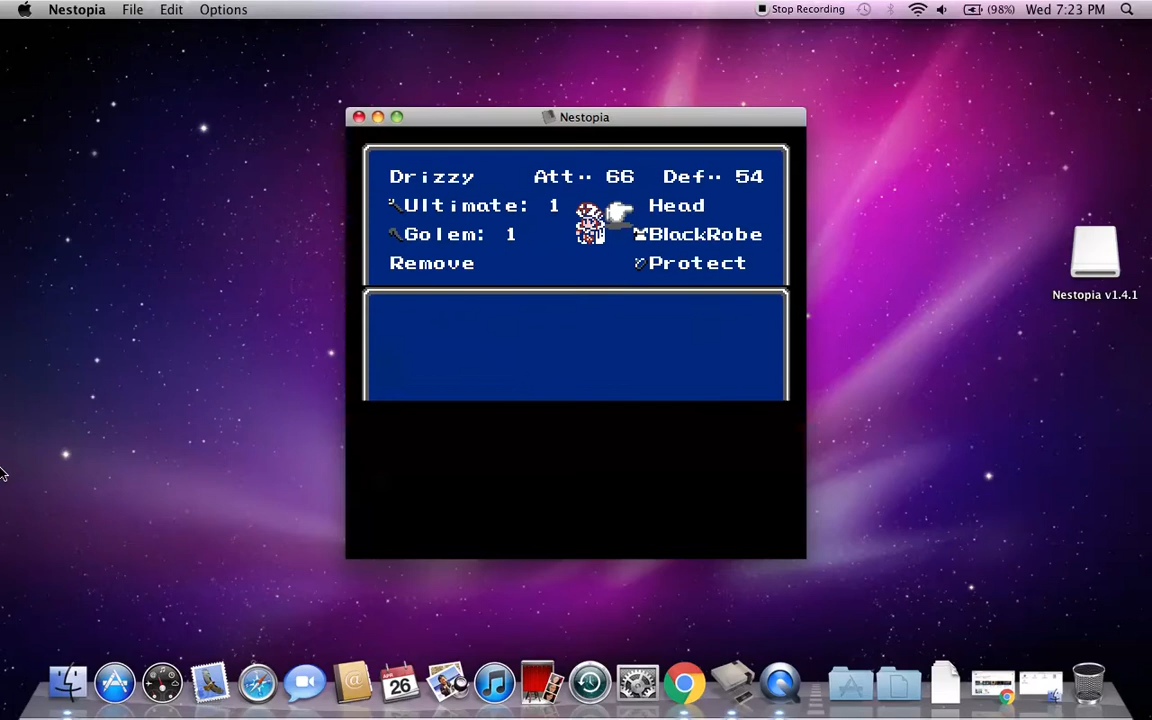 Nestopia File Edit Options Stop Recording (98%) Wed 7:23 PM
Nestopia
Drizzy Att·· 66 Def·· 54
Ultimate: 1 Head
Golem: 1 BlackRobe
Remove Protect
Nestopia v1.4.1
APR
26